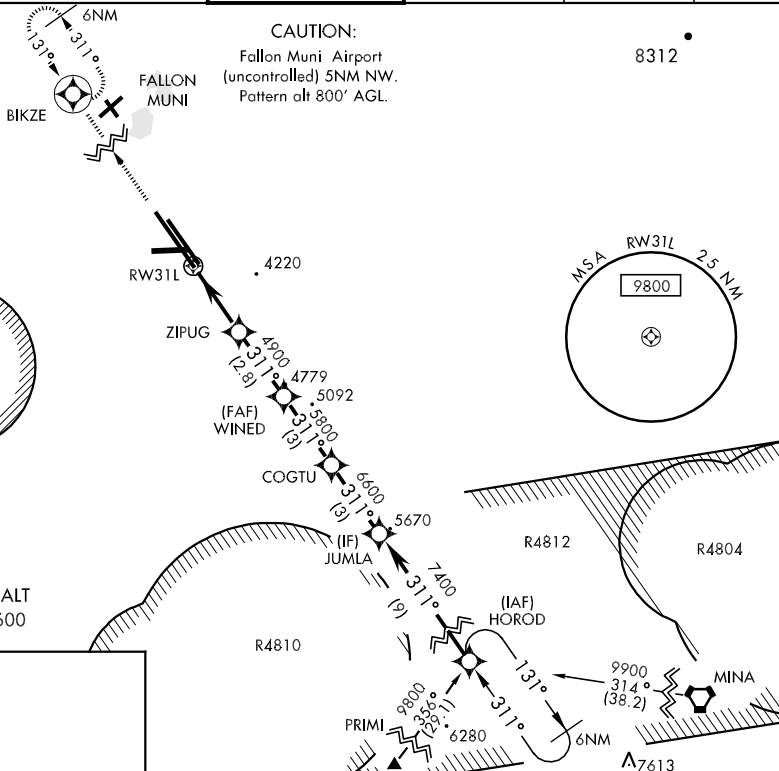 6NM
131°
311°
BIKZE
FALLON
MUNI
CAUTION:
Fallon Muni Airport
(uncontrolled) 5NM NW.
Pattern alt 800' AGL.
8312
RW31L
4220
MSA RW31L 25 NM
9800
ZIPUG
4900
311°
(2.8)
4779
5092
(FAF)
WINED
5800
311°
(3)
COGTU
6600
311°
(3)
5670
(IF)
JUMLA
R4812
R4804
7400
311°
(9)
ALT
(IAF)
HOROD
R4810
131°
311°
6NM
9900
314°
(38.2)
MINA
9800
356°
(29.1)
PRIMI
6280
7613